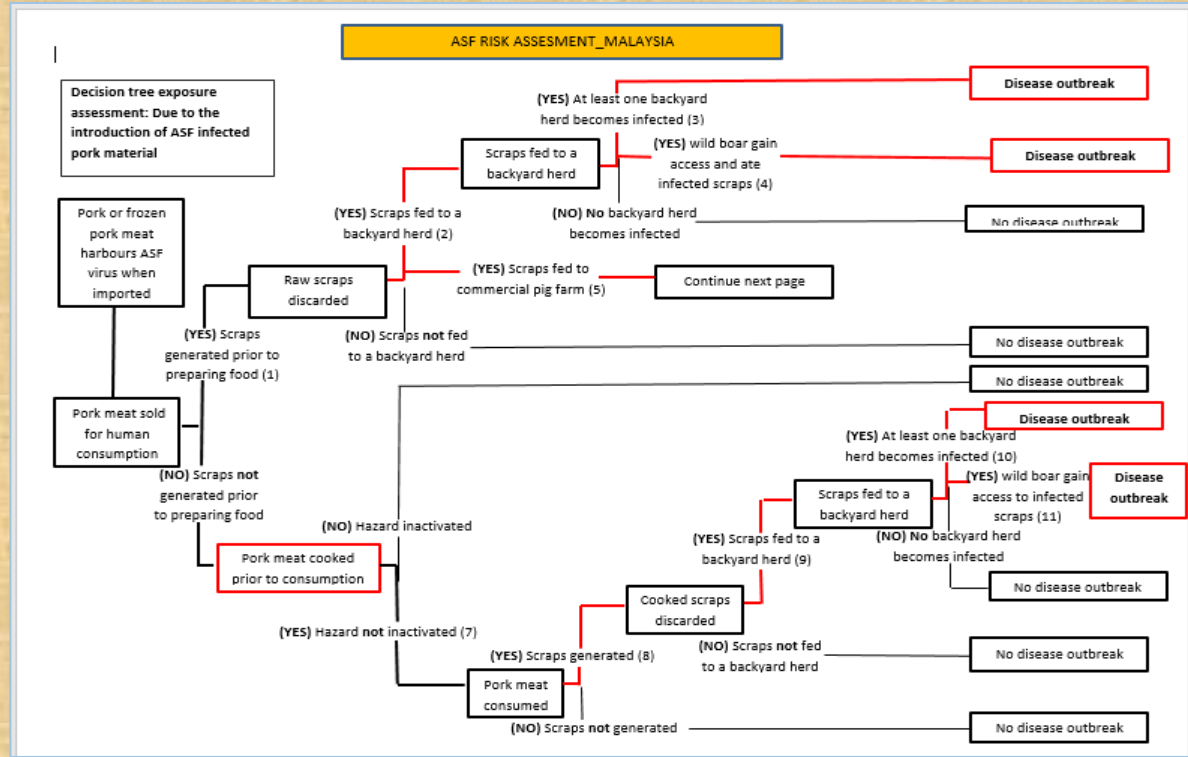 ASF RISK ASSESMENT_MALAYSIA
Decision tree exposure
assessment: Due to the
introduction of ASF infected
pork material
Pork or frozen
pork meat
harbours ASF
virus when
imported
Pork meat sold
for human
consumption
(YES) Scraps
generated prior to
preparing food (1)
(NO) Scraps not
generated prior
to preparing food
Raw scraps
discarded
(YES) Scraps fed to a
backyard herd (2)
(YES) Scraps fed to
commercial pig farm (5)
Continue next page
(NO) Scraps not fed
to a backyard herd
No disease outbreak
Scraps fed to a
backyard herd
(YES) At least one backyard
herd becomes infected (3)
Disease outbreak
(YES) wild boar gain
access and ate
infected scraps (4)
Disease outbreak
(NO) No backyard herd
becomes infected
No disease outbreak
Pork meat cooked
prior to consumption
(NO) Hazard inactivated
No disease outbreak
(YES) Hazard not inactivated (7)
Pork meat
consumed
(YES) Scraps generated (8)
(NO) Scraps not generated
No disease outbreak
Cooked scraps
discarded
(YES) Scraps fed to a
backyard herd (9)
(NO) Scraps not fed
to a backyard herd
No disease outbreak
Scraps fed to a
backyard herd
(YES) At least one backyard
herd becomes infected (10)
Disease outbreak
(YES) wild boar gain
access to infected
scraps (11)
Disease
outbreak
(NO) No backyard herd
becomes infected
No disease outbreak